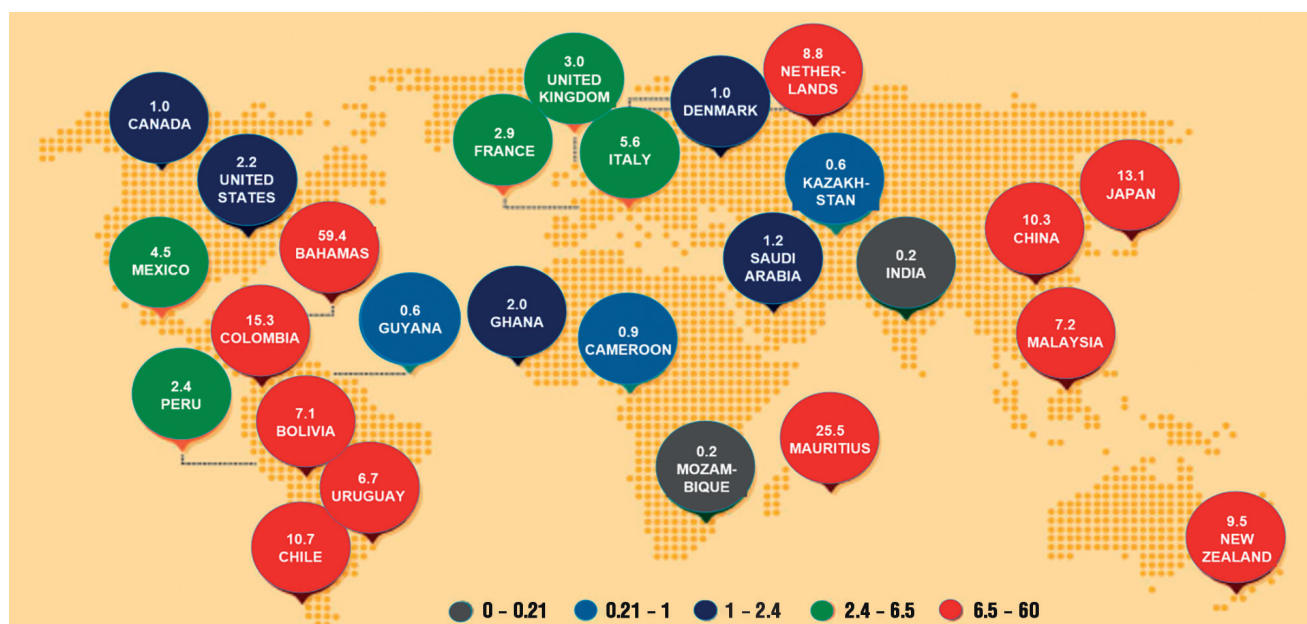 1.0
CANADA
2.2
UNITED
STATES
4.5
MEXICO
59.4
BAHAMAS
15.3
COLOMBIA
2.4
PERU
7.1
BOLIVIA
6.7
URUGUAY
10.7
CHILE
0.6
GUYANA
2.9
FRANCE
3.0
UNITED
KINGDOM
5.6
ITALY
1.0
DENMARK
8.8
NETHER-
LANDS
0.6
KAZAKH-
STAN
1.2
SAUDI
ARABIA
0.2
INDIA
2.0
GHANA
0.9
CAMEROON
0.2
MOZAM-
BIQUE
25.5
MAURITIUS
10.3
CHINA
13.1
JAPAN
7.2
MALAYSIA
9.5
NEW
ZEALAND
0 – 0.21
0.21 – 1
1 – 2.4
2.4 – 6.5
6.5 – 60